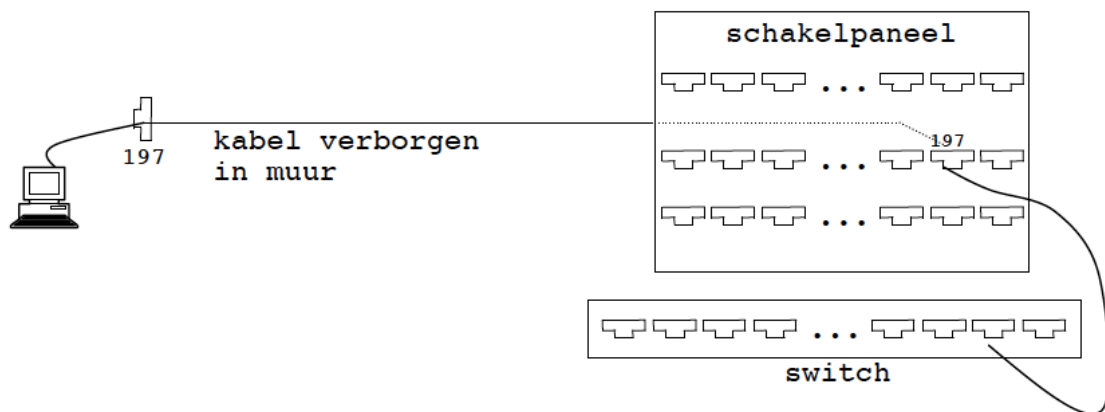 schakelpaneel
...
197
kabel verborgen
in muur
197
...
...
...
switch